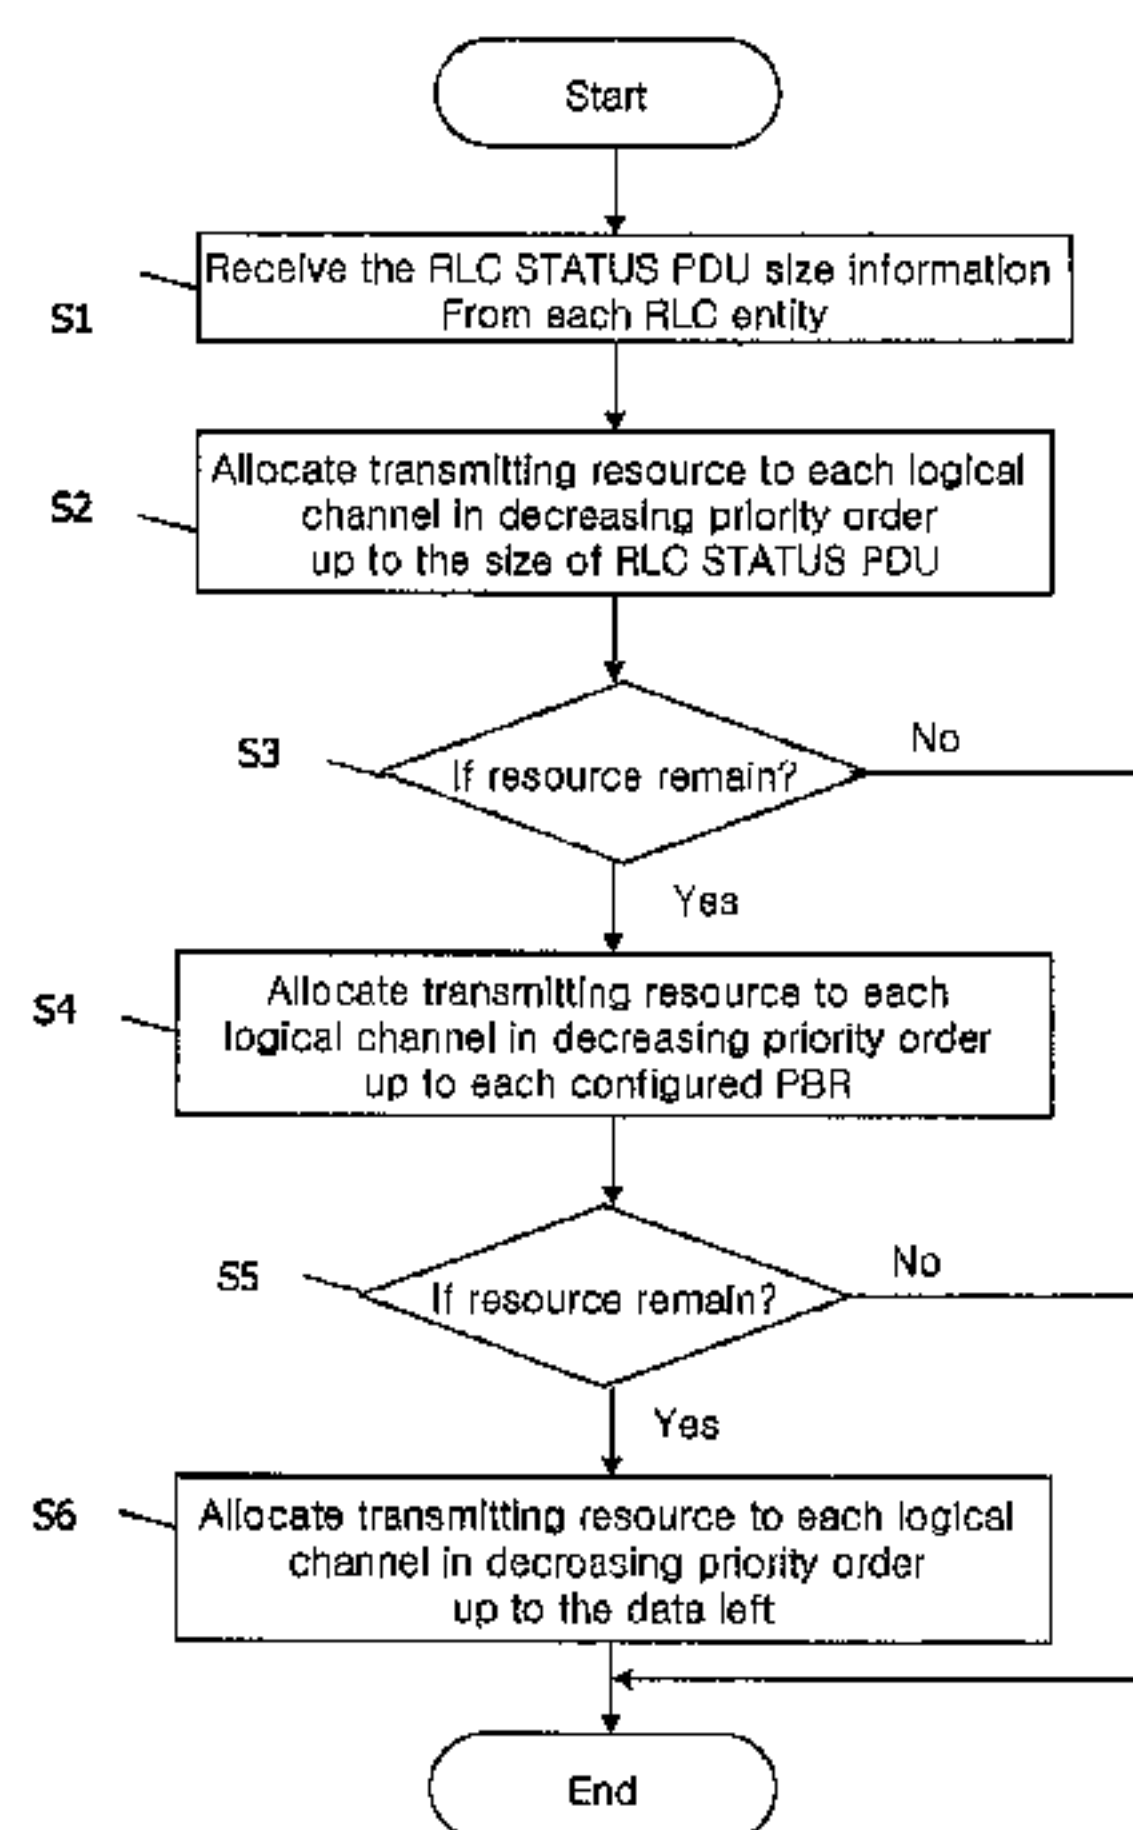 Start
Receive the RLC STATUS PDU size information
From each RLC entity
S1
Allocate transmitting resource to each logical
channel in decreasing priority order
up to the size of RLC STATUS PDU
S2
S3
If resource remain?
No
Yes
Allocate transmitting resource to each
logical channel in decreasing priority order
up to each configured PBR
S4
S5
If resource remain?
No
Yes
Allocate transmitting resource to each logical
channel in decreasing priority order
up to the data left
S6
End